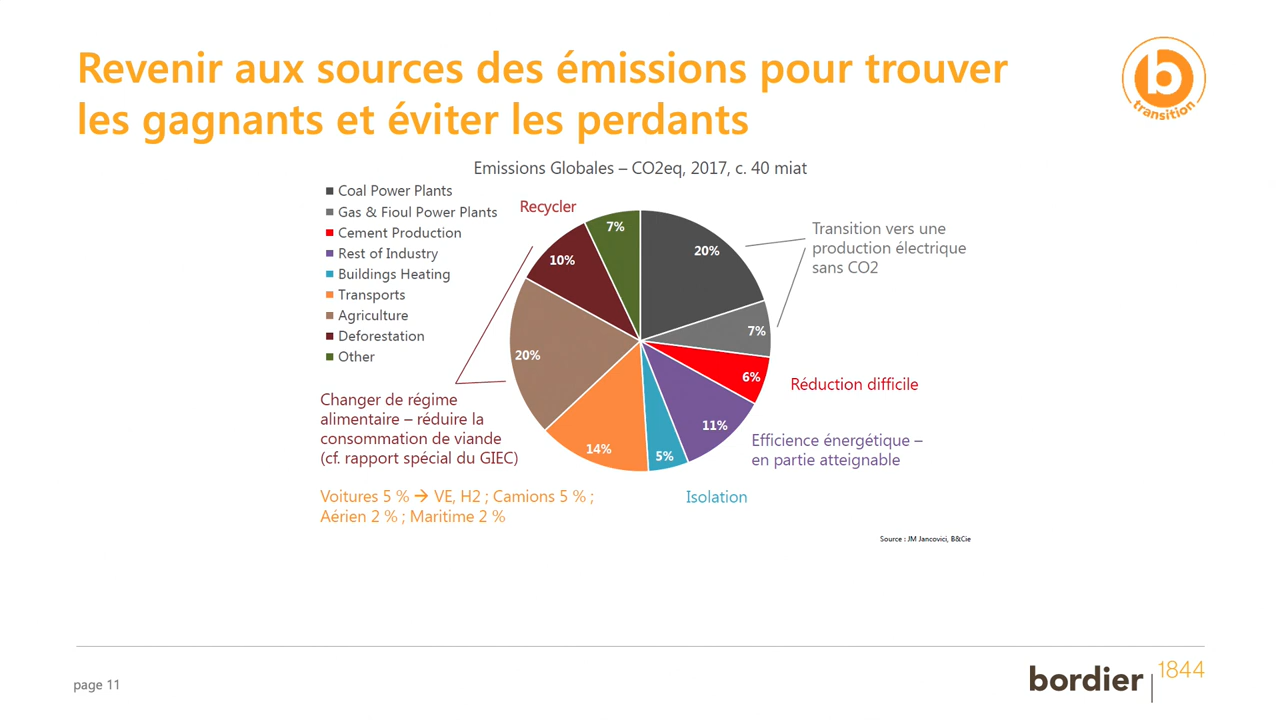 Revenir aux sources des émissions pour trouver
les gagnants et éviter les perdants
b
transition
Emissions Globales – CO2eq, 2017, c. 40 miat
Coal Power Plants
Gas & Fioul Power Plants
Cement Production
Rest of Industry
Buildings Heating
Transports
Agriculture
Deforestation
Other
Recycler
7%
20%
10%
7%
20%
6%
11%
14%
5%
Transition vers une
production électrique
sans CO2
Réduction difficile
Efficience énergétique –
en partie atteignable
Isolation
Changer de régime
alimentaire – réduire la
consommation de viande
(cf. rapport spécial du GIEC)
Voitures 5 % → VE, H2 ; Camions 5 % ;
Aérien 2 % ; Maritime 2 %
Source : JM Jancovici, B&Cie
page 11
bordier 1844